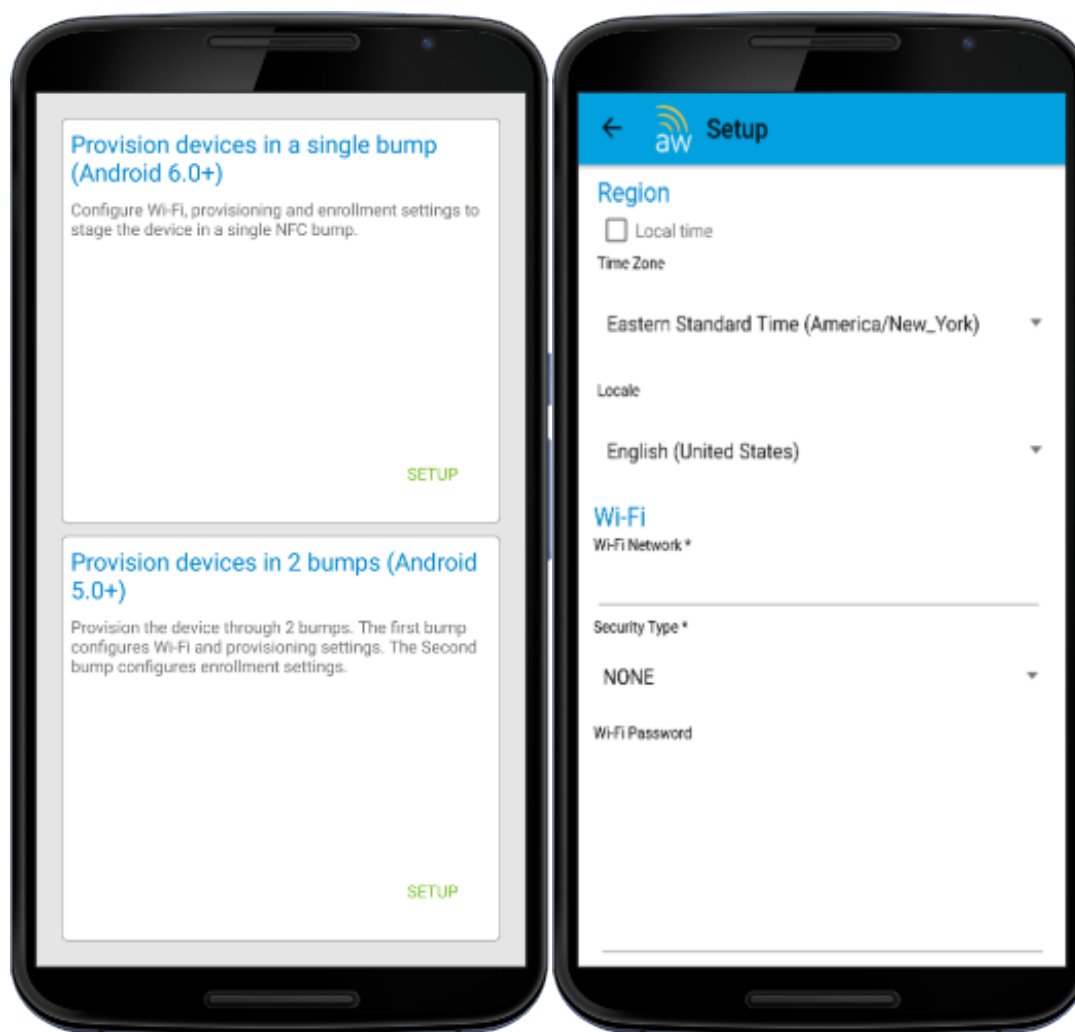 Provision devices in a single bump
(Android 6.0+)
Configure Wi-Fi, provisioning and enrollment settings to
stage the device in a single NFC bump.
SETUP
Provision devices in 2 bumps (Android
5.0+)
Provision the device through 2 bumps. The first bump
configures Wi-Fi and provisioning settings. The Second
bump configures enrollment settings.
SETUP
aw Setup
Region
Local time
Time Zone
Eastern Standard Time (America/New_York)
Locale
English (United States)
Wi-Fi
Wi-Fi Network *
Security Type *
NONE
Wi-Fi Password